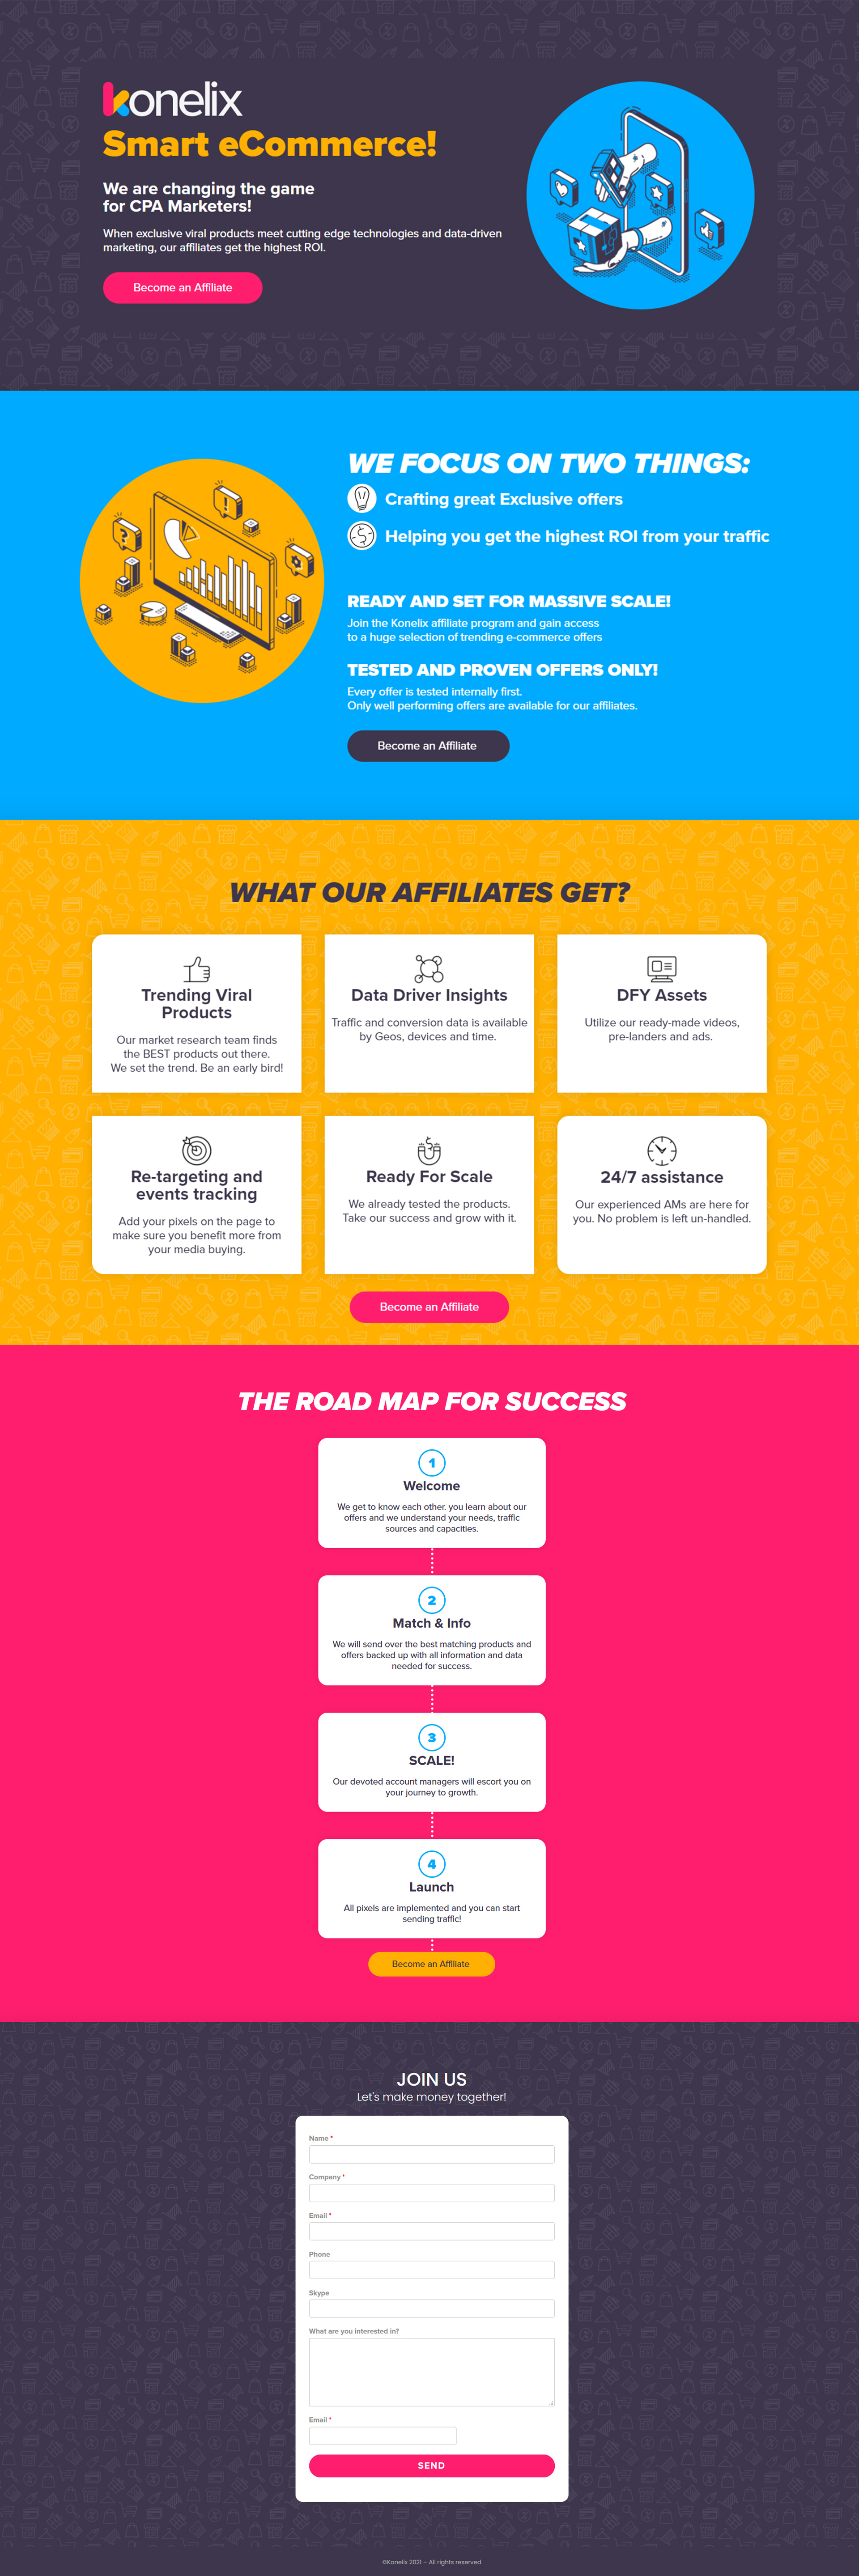 konelix
Smart eCommerce!
We are changing the game
for CPA Marketers!
When exclusive viral products meet cutting edge technologies and data-driven
marketing, our affiliates get the highest ROI.
Become an Affiliate
WE FOCUS ON TWO THINGS:
Crafting great Exclusive offers
Helping you get the highest ROI from your traffic
READY AND SET FOR MASSIVE SCALE!
Join the Konelix affiliate program and gain access
to a huge selection of trending e-commerce offers
TESTED AND PROVEN OFFERS ONLY!
Every offer is tested internally first.
Only well performing offers are available for our affiliates.
Become an Affiliate
WHAT OUR AFFILIATES GET?
Trending Viral
Products
Our market research team finds
the BEST products out there.
We set the trend. Be an early bird!
Data Driver Insights
Traffic and conversion data is available
by Geos, devices and time.
DFY Assets
Utilize our ready-made videos,
pre-landers and ads.
Re-targeting and
events tracking
Add your pixels on the page to
make sure you benefit more from
your media buying.
Ready For Scale
We already tested the products.
Take our success and grow with it.
24/7 assistance
Our experienced AMs are here for
you. No problem is left un-handled.
Become an Affiliate
THE ROAD MAP FOR SUCCESS
1
Welcome
We get to know each other. you learn about our
offers and we understand your needs, traffic
sources and capacities.
2
Match & Info
We will send over the best matching products and
offers backed up with all information and data
needed for success.
3
SCALE!
Our devoted account managers will escort you on
your journey to growth.
4
Launch
All pixels are implemented and you can start
sending traffic!
Become an Affiliate
JOIN US
Let's make money together!
Name *
Company *
Email *
Phone
Skype
What are you interested in?
Email *
SEND
©Konelix 2021 – All rights reserved